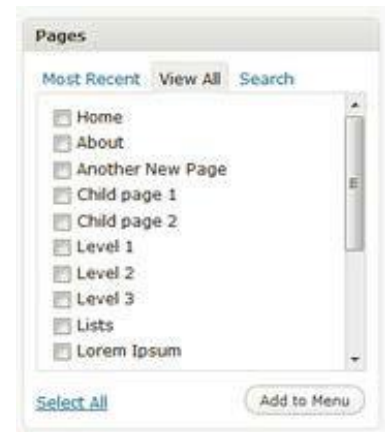 Pages
Most Recent View All Search
Home
About
Another New Page
Child page 1
Child page 2
Level 1
Level 2
Level 3
Lists
Lorem Ipsum
Select All Add to Menu